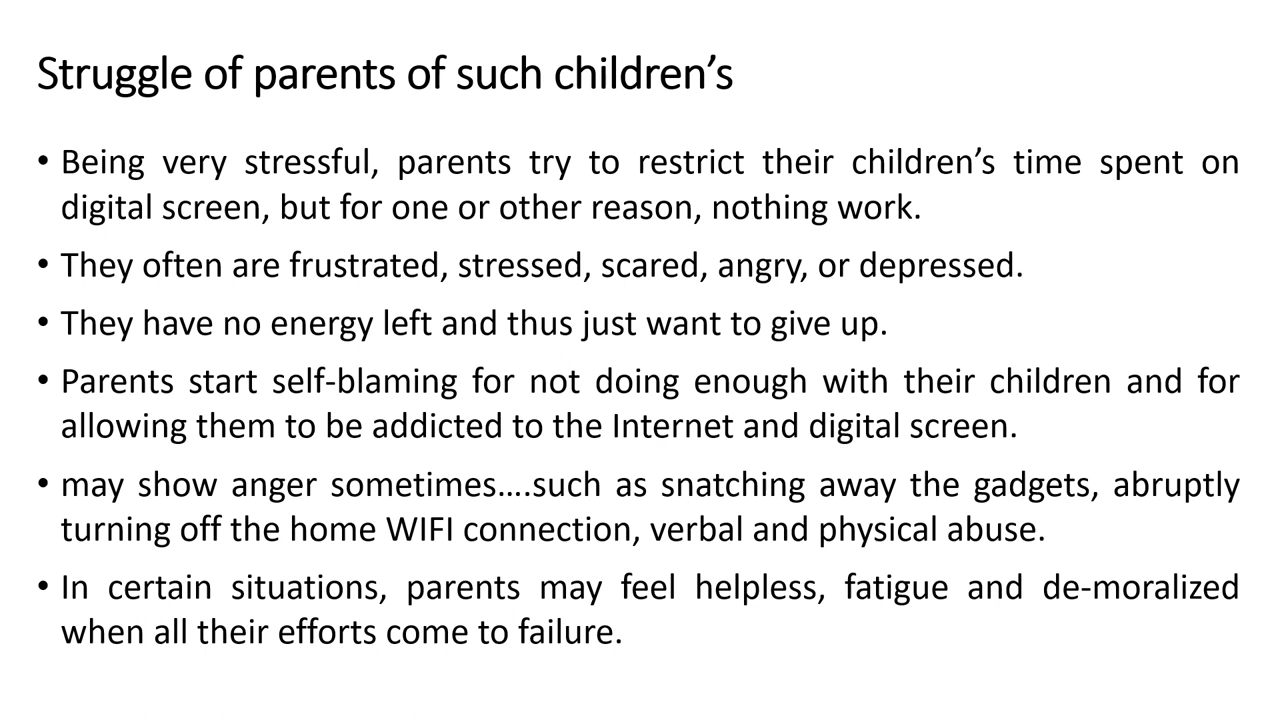 Struggle of parents of such children’s
• Being very stressful, parents try to restrict their children’s time spent on
digital screen, but for one or other reason, nothing work.
• They often are frustrated, stressed, scared, angry, or depressed.
• They have no energy left and thus just want to give up.
• Parents start self-blaming for not doing enough with their children and for
allowing them to be addicted to the Internet and digital screen.
• may show anger sometimes….such as snatching away the gadgets, abruptly
turning off the home WIFI connection, verbal and physical abuse.
• In certain situations, parents may feel helpless, fatigue and de-moralized
when all their efforts come to failure.